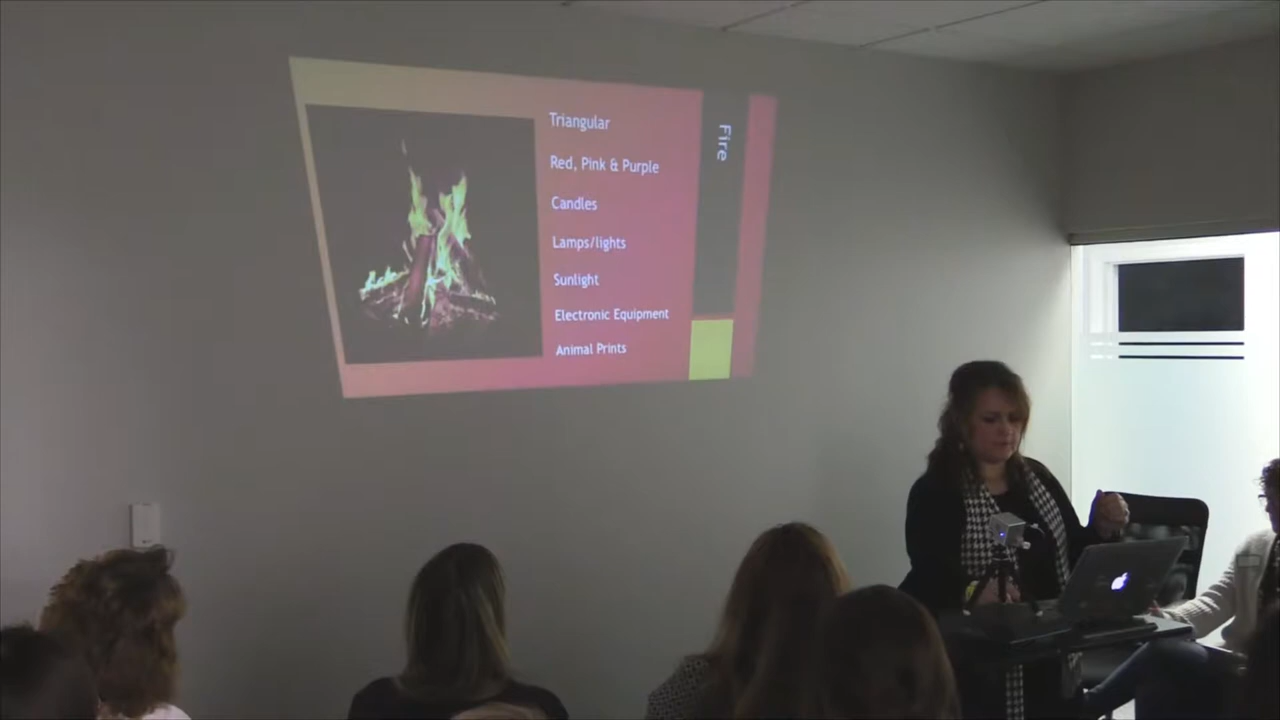 Triangular
Red, Pink & Purple
Candles
Lamps/lights
Sunlight
Electronic Equipment
Animal Prints
Fire